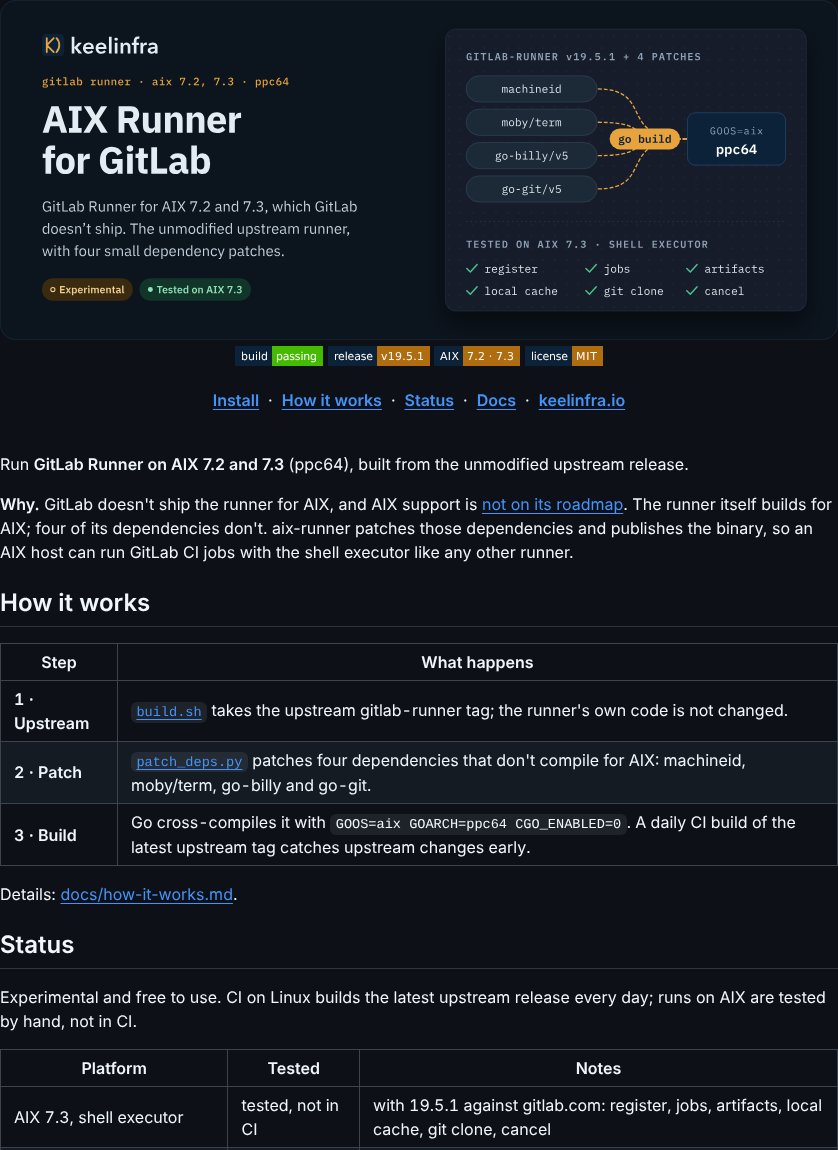 keelinfra
gitlab runner · aix 7.2, 7.3 · ppc64
AIX Runner
for GitLab
GitLab Runner for AIX 7.2 and 7.3, which GitLab
doesn’t ship. The unmodified upstream runner,
with four small dependency patches.
Experimental
Tested on AIX 7.3
GITLAB-RUNNER v19.5.1 + 4 PATCHES
machineid
moby/term
go-billy/v5
go-git/v5
go build
GOOS=aix
ppc64
TESTED ON AIX 7.3 · SHELL EXECUTOR
✓ register ✓ jobs ✓ artifacts
✓ local cache ✓ git clone ✓ cancel
build passing release v19.5.1 AIX 7.2 · 7.3 license MIT
Install · How it works · Status · Docs · keelinfra.io
Run GitLab Runner on AIX 7.2 and 7.3 (ppc64), built from the unmodified upstream release.
Why. GitLab doesn't ship the runner for AIX, and AIX support is not on its roadmap. The runner itself builds for
AIX; four of its dependencies don't. aix-runner patches those dependencies and publishes the binary, so an
AIX host can run GitLab CI jobs with the shell executor like any other runner.
How it works
Step What happens
1 ·
Upstream
build.sh takes the upstream gitlab-runner tag; the runner's own code is not changed.
2 · Patch
patch_deps.py patches four dependencies that don't compile for AIX: machineid,
moby/term, go-billy and go-git.
3 · Build
Go cross-compiles it with GOOS=aix GOARCH=ppc64 CGO_ENABLED=0. A daily CI build of the
latest upstream tag catches upstream changes early.
Details: docs/how-it-works.md.
Status
Experimental and free to use. CI on Linux builds the latest upstream release every day; runs on AIX are tested
by hand, not in CI.
Platform Tested Notes
AIX 7.3, shell executor
tested, not in
CI
with 19.5.1 against gitlab.com: register, jobs, artifacts, local
cache, git clone, cancel